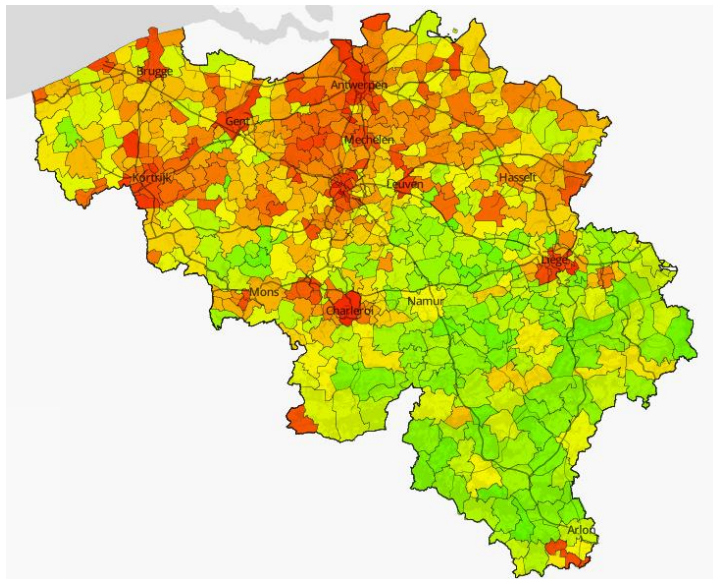 Brugge
Antwerpen
Gent
Mechelen
Kortrijk
Leuven
Hasselt
Liège
Mons
Namur
Charleroi
Arlon